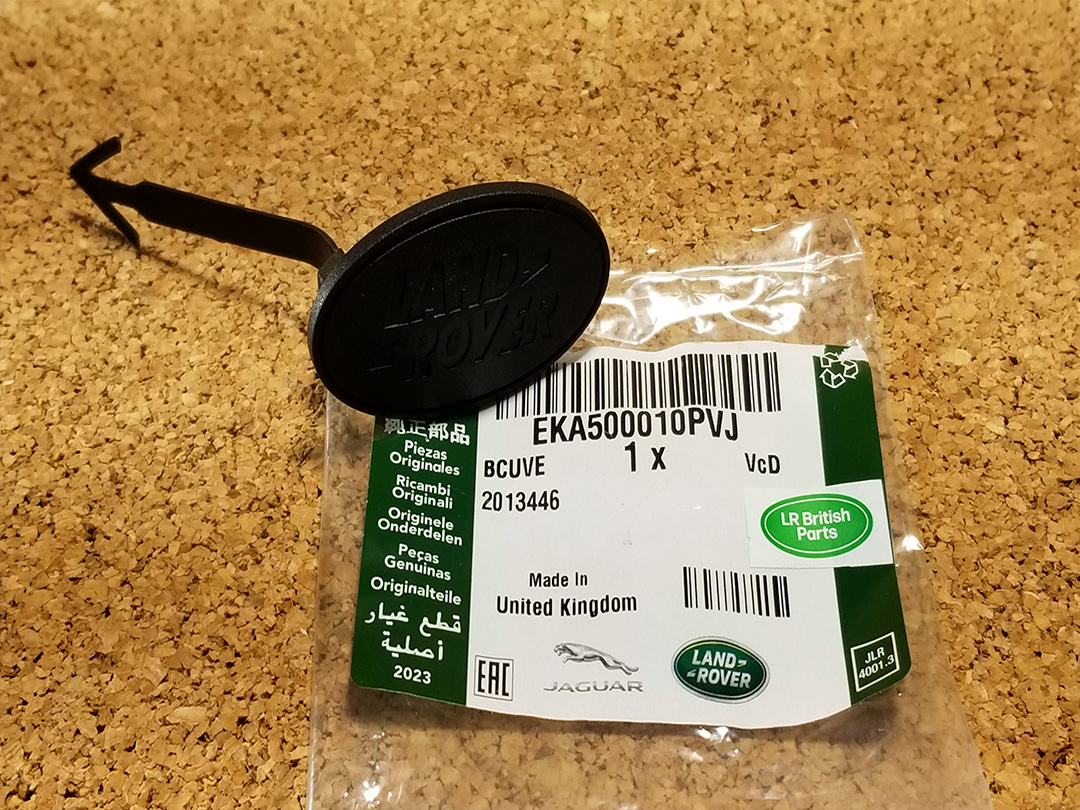 LAND
ROVER
EKA500010PVJ
1 x
BCUVE
VcD
2013446
純正部品
Piezas
Originales
Ricambi
Originali
Originele
Onderdelen
Peças
Genuinas
Originalteile
قطع غيار
أصلية
2023
LR British
Parts
Made In
United Kingdom
EAC
JAGUAR
LAND
ROVER
JLR
4001.3